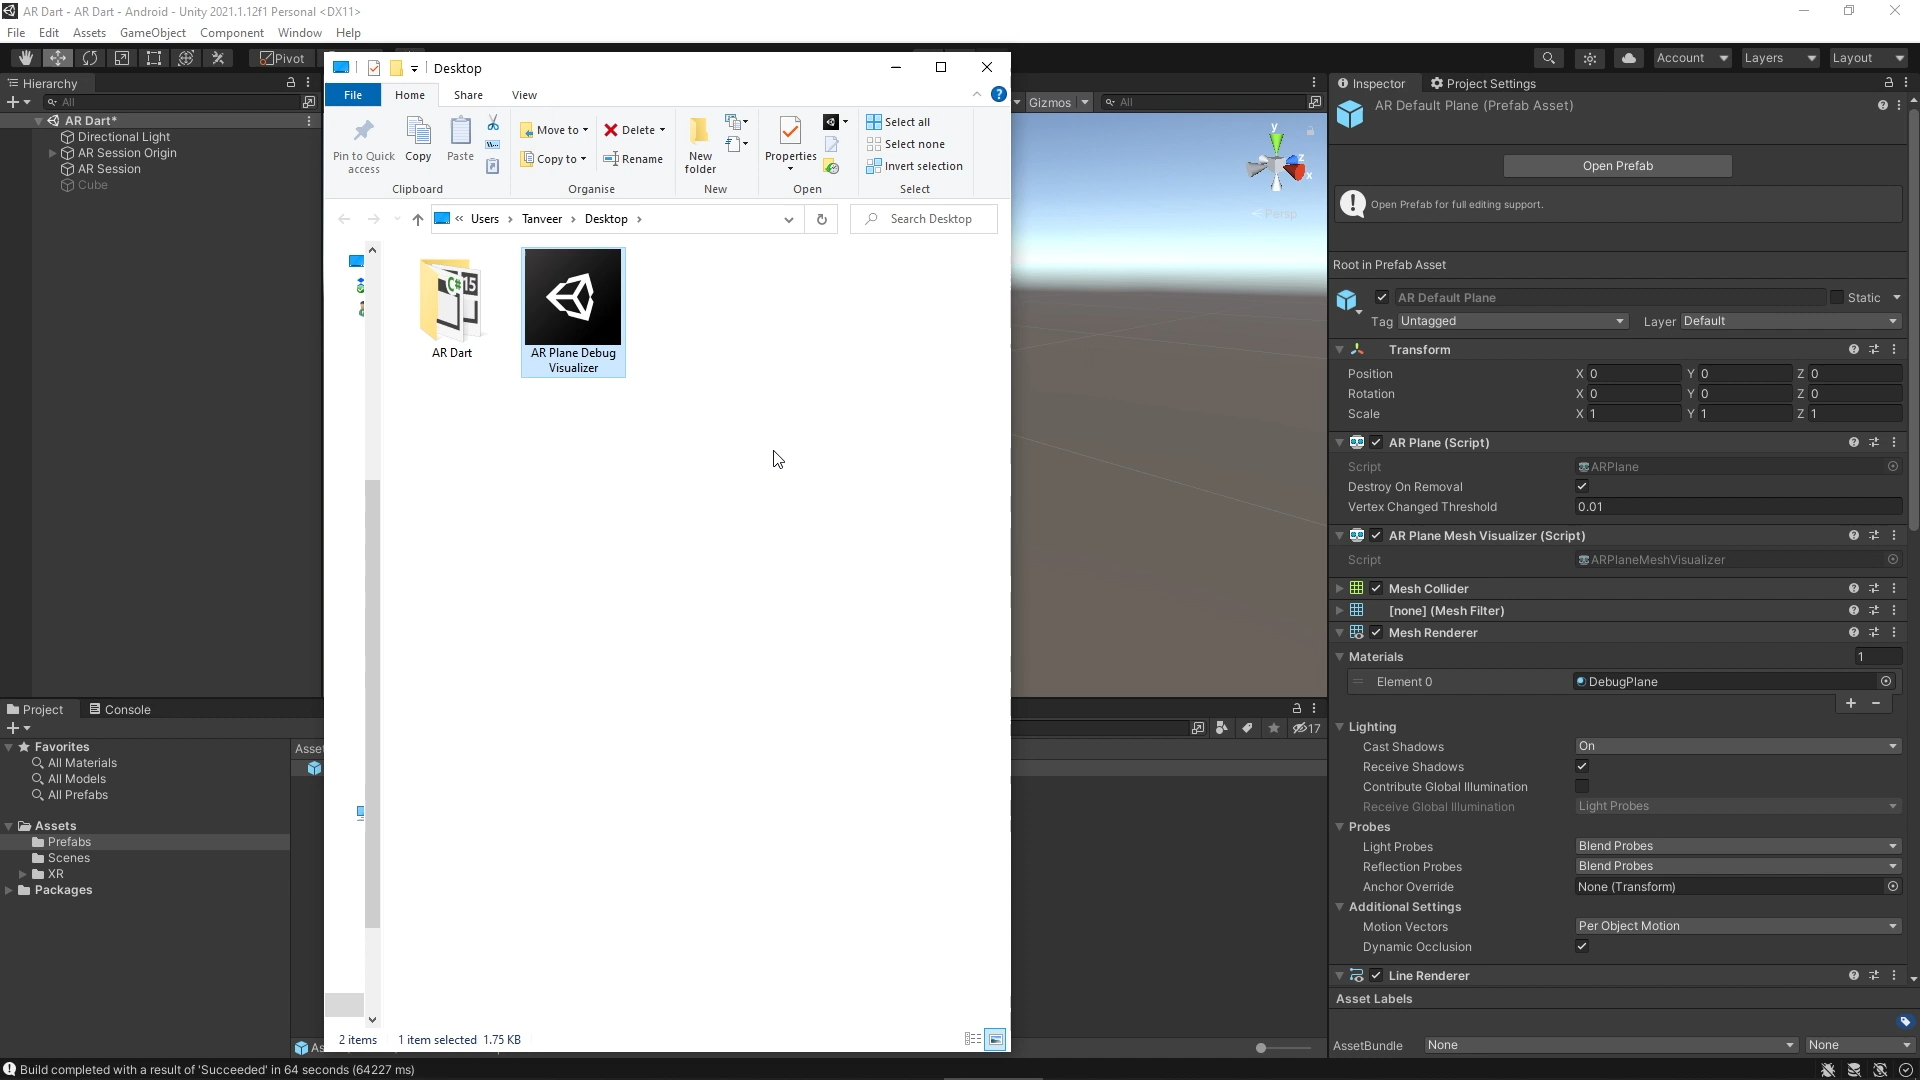 AR Dart - AR Dart - Android - Unity 2021.1.12f1 Personal <DX11>
File Edit Assets GameObject Component Window Help
Pivot
Account
Layers
Layout
Hierarchy
All
AR Dart*
Directional Light
AR Session Origin
AR Session
Cube
Desktop
File Home Share View
Pin to Quick access
Copy
Paste
Clipboard
Move to
Copy to
Delete
Rename
Organise
New folder
New
Properties
Open
Select all
Select none
Invert selection
Select
« Users › Tanveer › Desktop ›
Search Desktop
AR Dart
AR Plane Debug
Visualizer
2 items 1 item selected 1.75 KB
Gizmos
All
y
z
x
Persp
Inspector
Project Settings
AR Default Plane (Prefab Asset)
Open Prefab
Open Prefab for full editing support.
Root in Prefab Asset
AR Default Plane
Static
Tag Untagged
Layer Default
Transform
Position X 0 Y 0 Z 0
Rotation X 0 Y 0 Z 0
Scale X 1 Y 1 Z 1
AR Plane (Script)
Script ARPlane
Destroy On Removal
Vertex Changed Threshold 0.01
AR Plane Mesh Visualizer (Script)
Script ARPlaneMeshVisualizer
Mesh Collider
[none] (Mesh Filter)
Mesh Renderer
Materials 1
Element 0 DebugPlane
Lighting
Cast Shadows On
Receive Shadows
Contribute Global Illumination
Receive Global Illumination Light Probes
Probes
Light Probes Blend Probes
Reflection Probes Blend Probes
Anchor Override None (Transform)
Additional Settings
Motion Vectors Per Object Motion
Dynamic Occlusion
Line Renderer
Asset Labels
AssetBundle None None
Project
Console
17
Favorites
All Materials
All Models
All Prefabs
Assets
Prefabs
Scenes
XR
Packages
Asset
As
Build completed with a result of 'Succeeded' in 64 seconds (64227 ms)